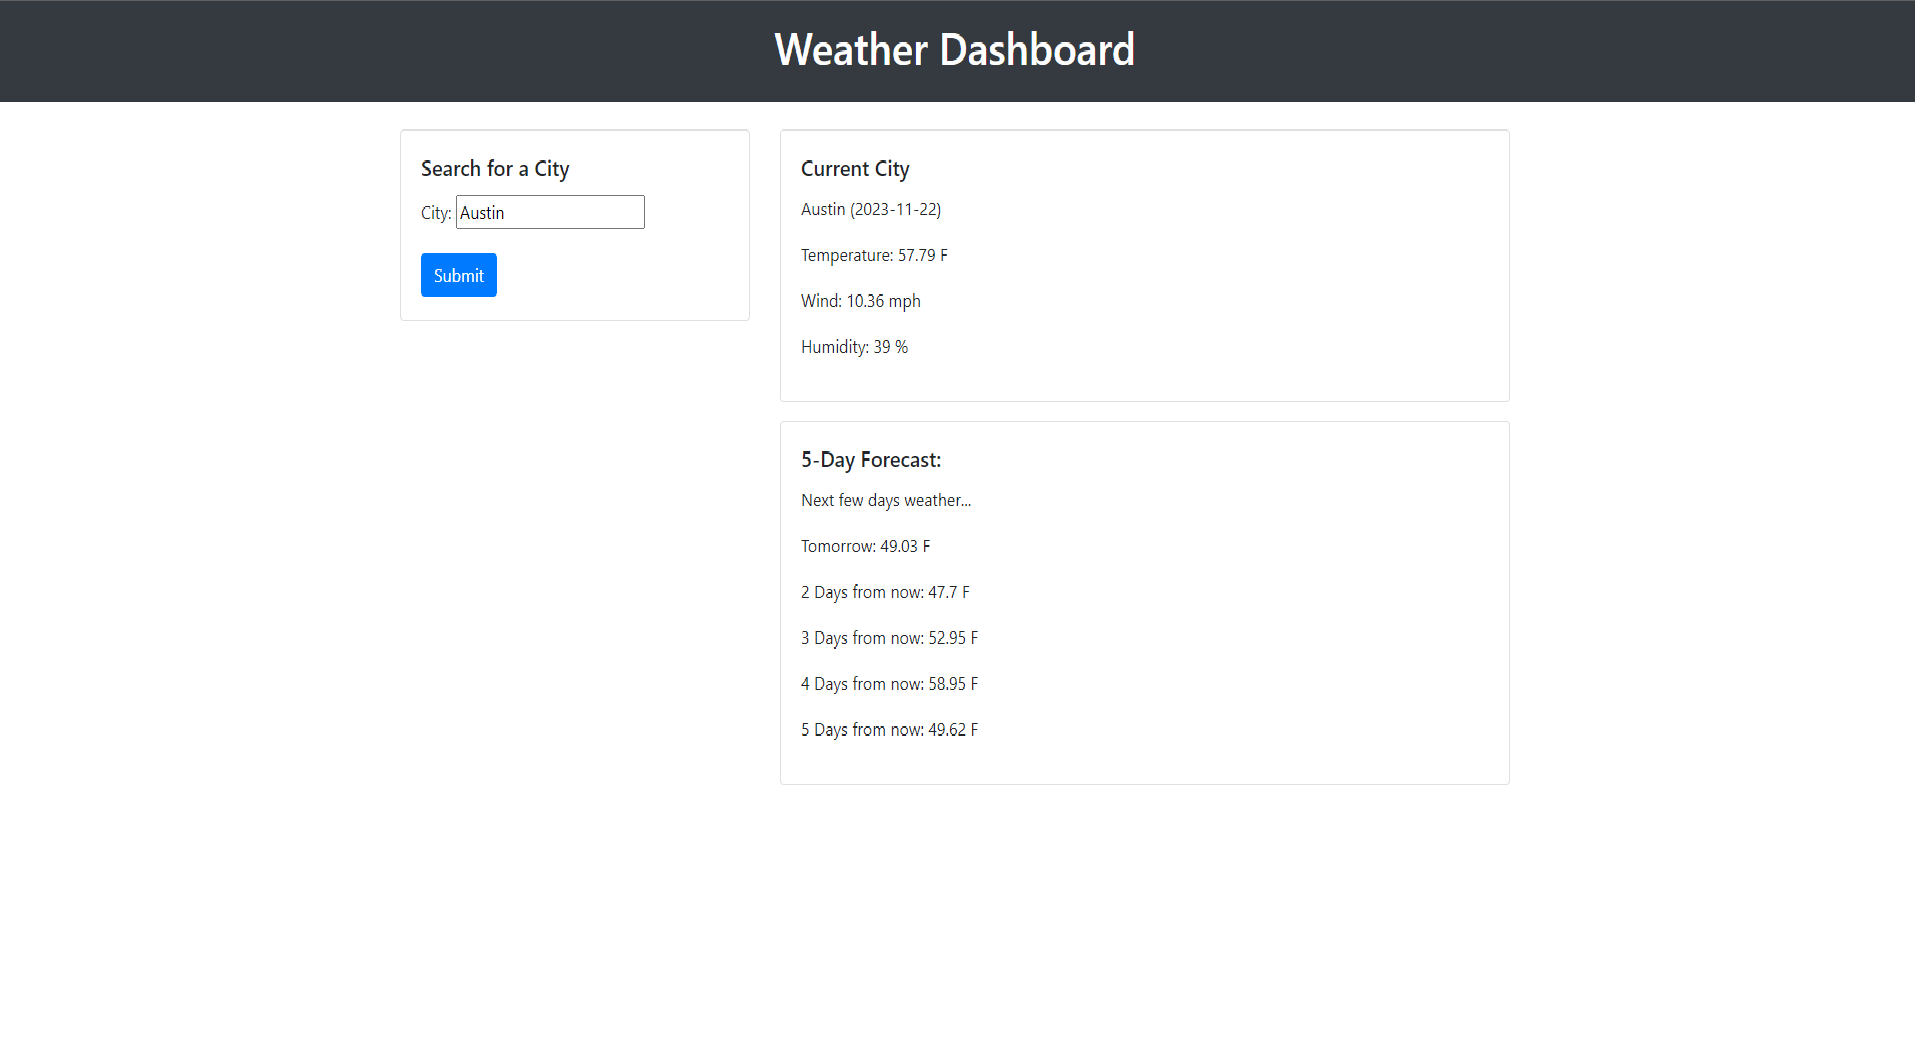 Weather Dashboard
Search for a City
City: Austin
Submit
Current City
Austin (2023-11-22)
Temperature: 57.79 F
Wind: 10.36 mph
Humidity: 39 %
5-Day Forecast:
Next few days weather...
Tomorrow: 49.03 F
2 Days from now: 47.7 F
3 Days from now: 52.95 F
4 Days from now: 58.95 F
5 Days from now: 49.62 F